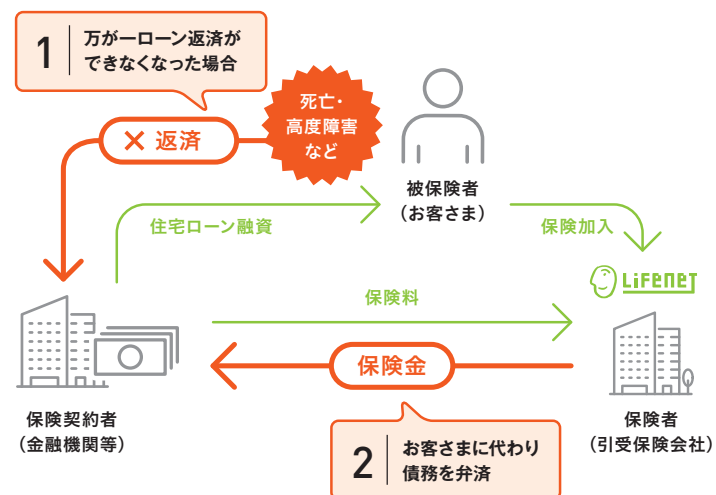 1
万が一ローン返済が
できなくなった場合
✕ 返済
死亡・
高度障害
など
被保険者
（お客さま）
住宅ローン融資
保険加入
LIFENET
保険料
保険金
保険契約者
（金融機関等）
保険者
（引受保険会社）
2
お客さまに代わり
債務を弁済